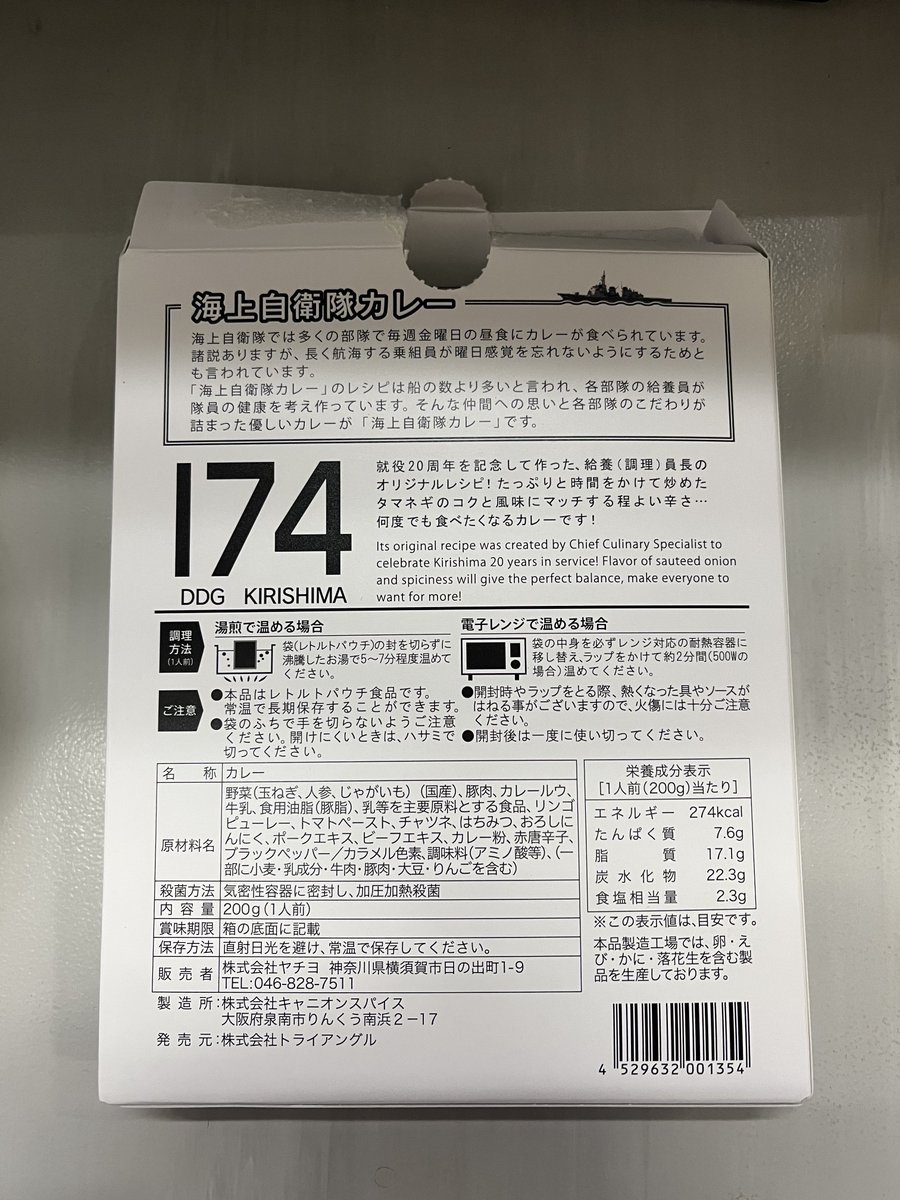 海上自衛隊カレー
海上自衛隊では多くの部隊で毎週金曜日の昼食にカレーが食べられています。
諸説ありますが、長く航海する乗組員が曜日感覚を忘れないようにするためと
も言われています。
「海上自衛隊カレー」のレシピは船の数より多いと言われ、各部隊の給養員が
隊員の健康を考え作っています。そんな仲間への思いと各部隊のこだわりが
詰まった優しいカレーが「海上自衛隊カレー」です。
174
DDG KIRISHIMA
就役20周年を記念して作った、給養(調理)員長の
オリジナルレシピ!たっぷりと時間をかけて炒めた
タマネギのコクと風味にマッチする程よい辛さ…
何度でも食べたくなるカレーです!
Its original recipe was created by Chief Culinary Specialist to
celebrate Kirishima 20 years in service! Flavor of sauteed onion
and spiciness will give the perfect balance, make everyone to
want for more!
調理
方法
(1人前)
湯煎で温める場合
袋(レトルトパウチ)の封を切らずに
沸騰したお湯で5〜7分程度温めて
ください。
電子レンジで温める場合
袋の中身を必ずレンジ対応の耐熱容器に
移し替え、ラップをかけて約2分間(500Wの
場合)温めてください。
ご注意
●本品はレトルトパウチ食品です。
常温で長期保存することができます。
●袋のふちで手を切らないようご注意
ください。開けにくいときは、ハサミで
切ってください。
●開封時やラップをとる際、熱くなった具やソースが
はねる事がございますので、火傷には十分ご注意
ください。
●開封後は一度に使い切ってください。
名称 カレー
原材料名
野菜(玉ねぎ、人参、じゃがいも)(国産)、豚肉、カレールウ、
牛乳、食用油脂(豚脂)、乳等を主要原料とする食品、リンゴ
ピューレー、トマトペースト、チャツネ、はちみつ、おろしに
んにく、ポークエキス、ビーフエキス、カレー粉、赤唐辛子、
ブラックペッパー/カラメル色素、調味料(アミノ酸等)、(一
部に小麦・乳成分・牛肉・豚肉・大豆・りんごを含む)
殺菌方法 気密性容器に密封し、加圧加熱殺菌
内容量 200g(1人前)
賞味期限 箱の底面に記載
保存方法 直射日光を避け、常温で保存してください。
販売者 株式会社ヤチヨ 神奈川県横須賀市日の出町1-9
TEL:046-828-7511
製造所:株式会社キャニオンスパイス
大阪府泉南市りんくう南浜2-17
発売元:株式会社トライアングル
栄養成分表示
[1人前(200g)当たり]
エネルギー 274kcal
たんぱく質 7.6g
脂質 17.1g
炭水化物 22.3g
食塩相当量 2.3g
※この表示値は、目安です。
本品製造工場では、卵・え
び・かに・落花生を含む製
品を生産しております。
4 529632 001354